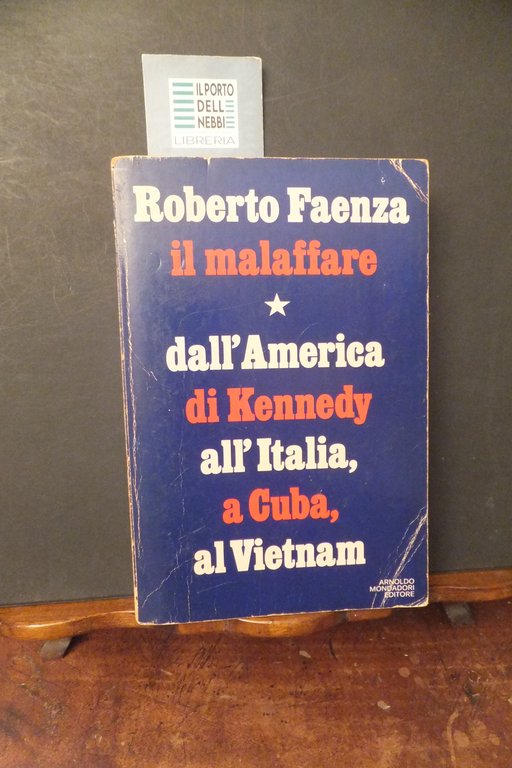 IL PORTO
DELL
NEBBIE
LIBRERIA
Roberto Faenza
il malaffare
dall'America
di Kennedy
all'Italia,
a Cuba,
al Vietnam
ARNOLDO
MONDADORI
EDITORE